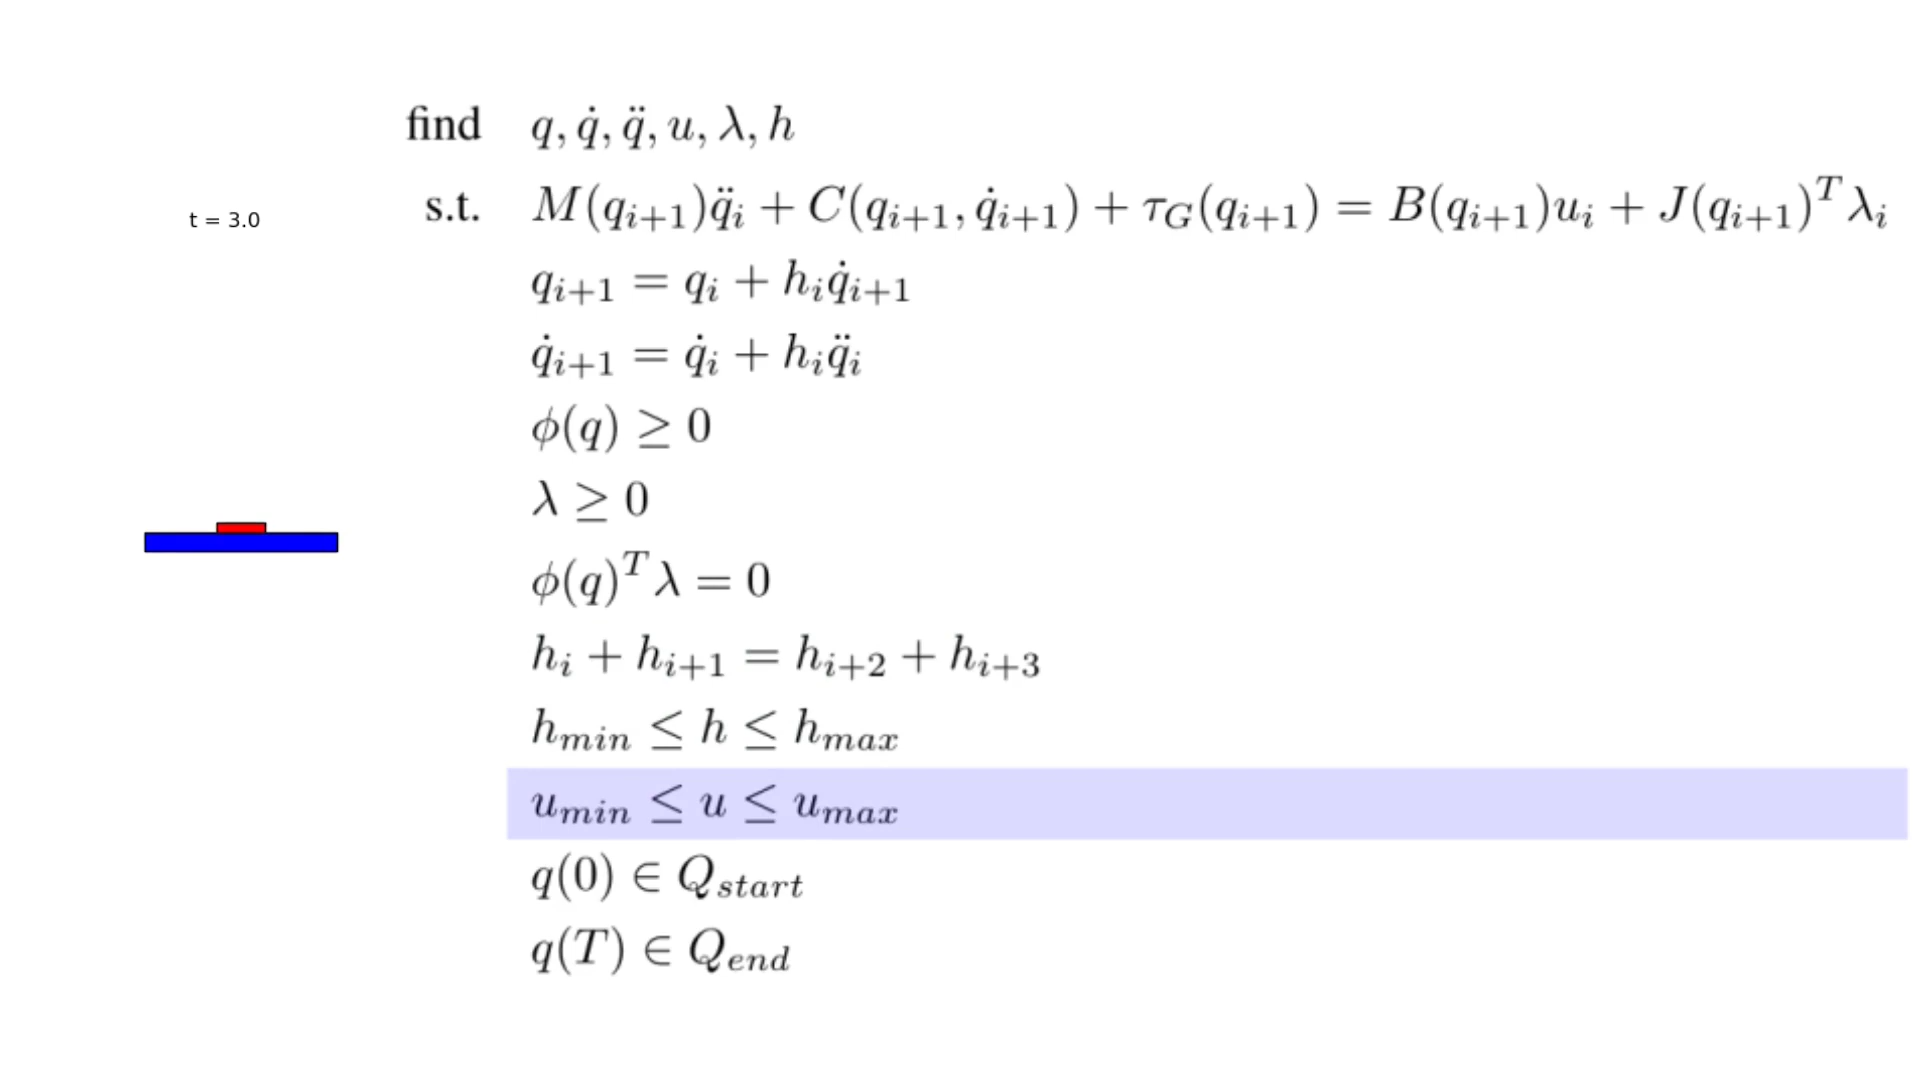 find q, q̇, q̈, u, λ, h
s.t. M(q_{i+1})q̈_i + C(q_{i+1}, q̇_{i+1}) + τ_G(q_{i+1}) = B(q_{i+1})u_i + J(q_{i+1})^T λ_i
t = 3.0
q_{i+1} = q_i + h_i q̇_{i+1}
q̇_{i+1} = q̇_i + h_i q̈_i
ϕ(q) ≥ 0
λ ≥ 0
ϕ(q)^T λ = 0
h_i + h_{i+1} = h_{i+2} + h_{i+3}
h_{min} ≤ h ≤ h_{max}
u_{min} ≤ u ≤ u_{max}
q(0) ∈ Q_{start}
q(T) ∈ Q_{end}